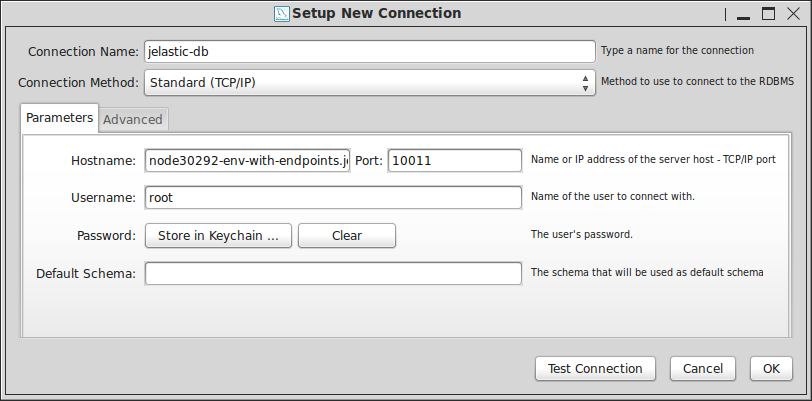 Setup New Connection
Connection Name: jelastic-db Type a name for the connection
Connection Method: Standard (TCP/IP) Method to use to connect to the RDBMS
Parameters Advanced
Hostname: node30292-env-with-endpoints.j Port: 10011 Name or IP address of the server host - TCP/IP port
Username: root Name of the user to connect with.
Password: Store in Keychain ... Clear The user's password.
Default Schema: The schema that will be used as default schema
Test Connection Cancel OK